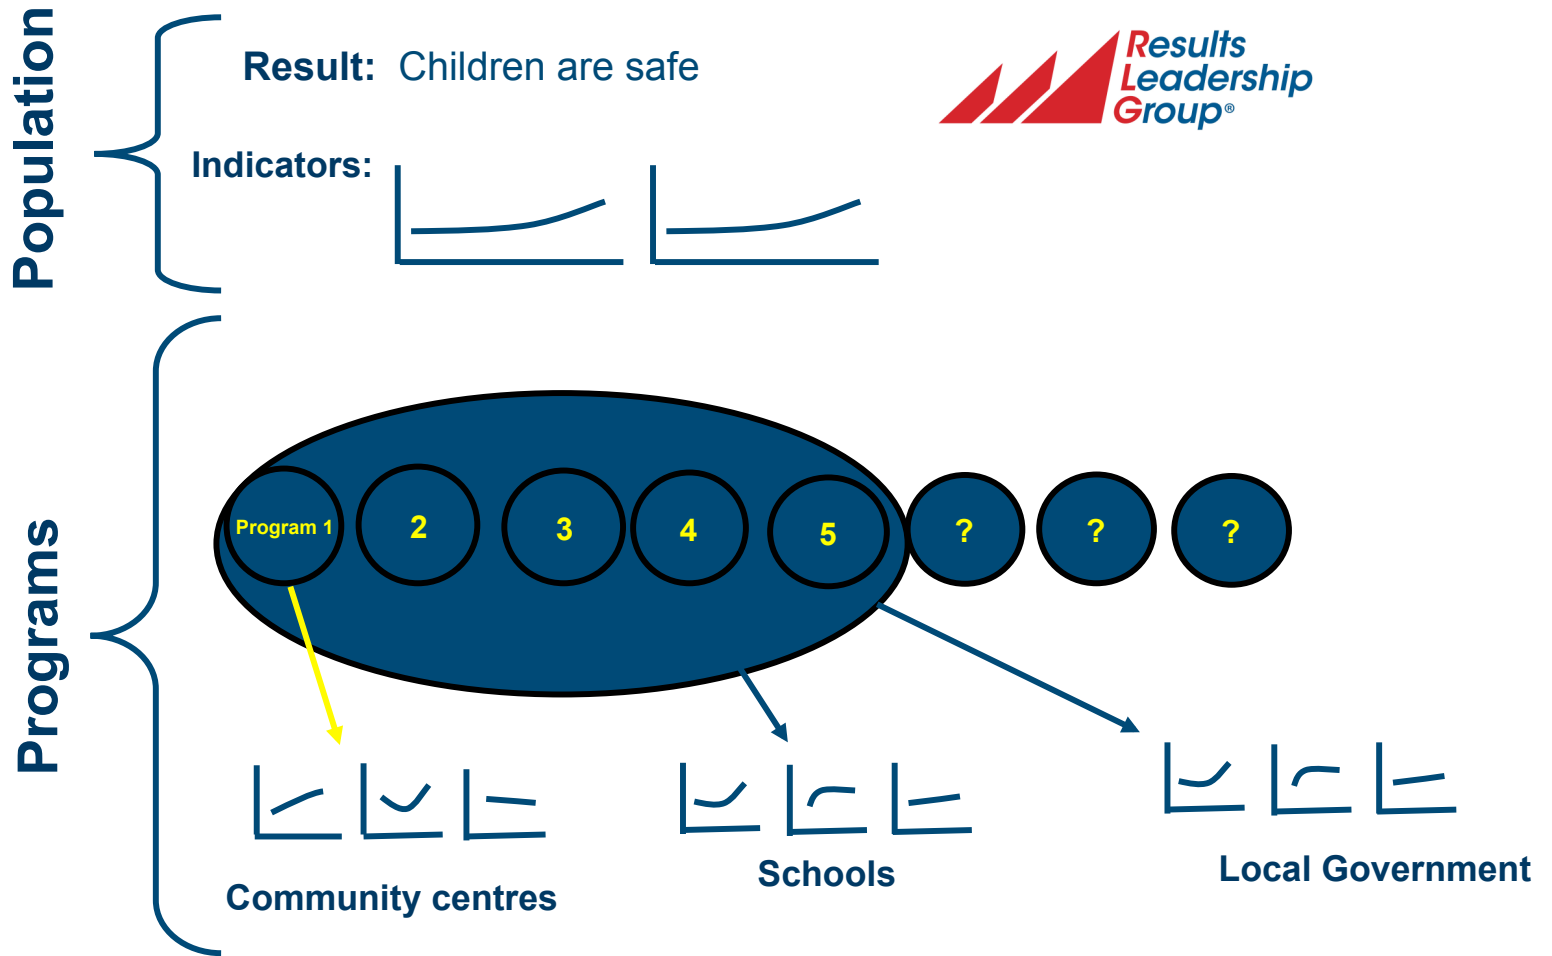 Population
Result: Children are safe
Results
Leadership
Group®
Indicators:
Programs
Program 1
2
3
4
5
?
?
?
Community centres
Schools
Local Government